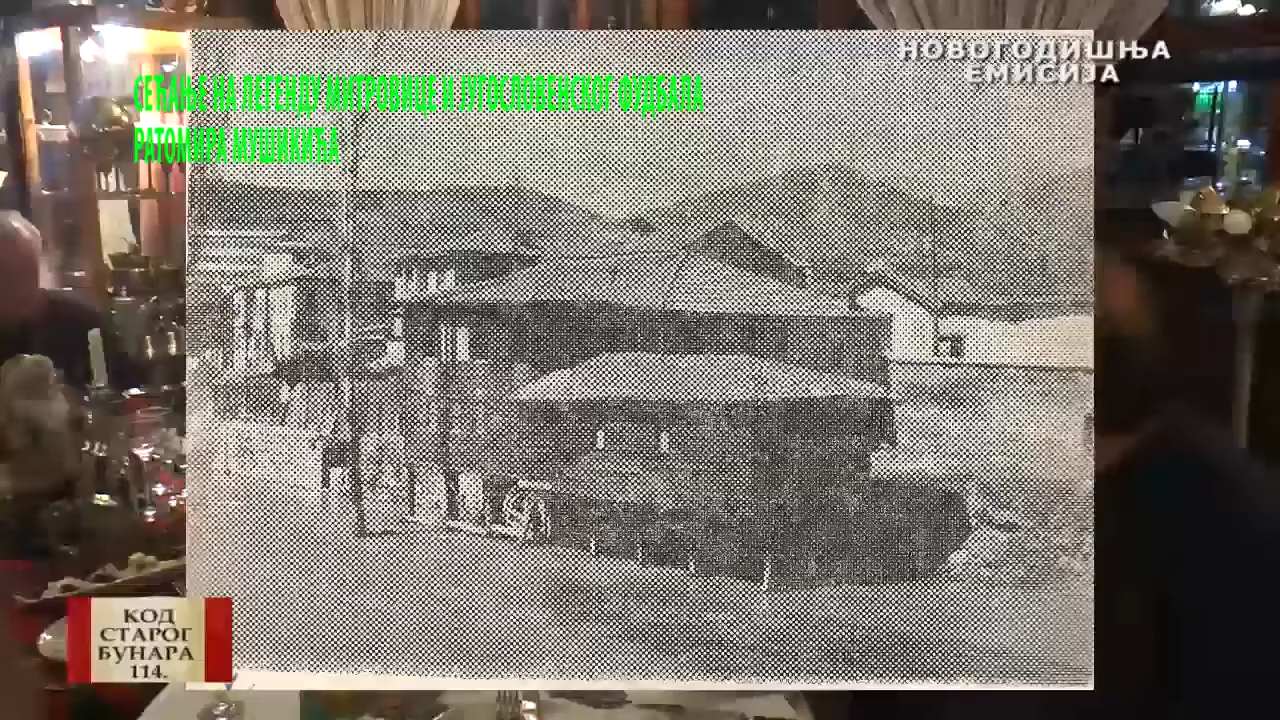 НОВОГОДИШЊА
ЕМИСИЈА
СЕЋАЊЕ НА ЛЕГЕНДУ МИТРОВИЦЕ И ЈУГОСЛОВЕНСКОГ ФУДБАЛА
РАТОМИРА МУШИКИЋА
КОД
СТАРОГ
БУНАРА
114.